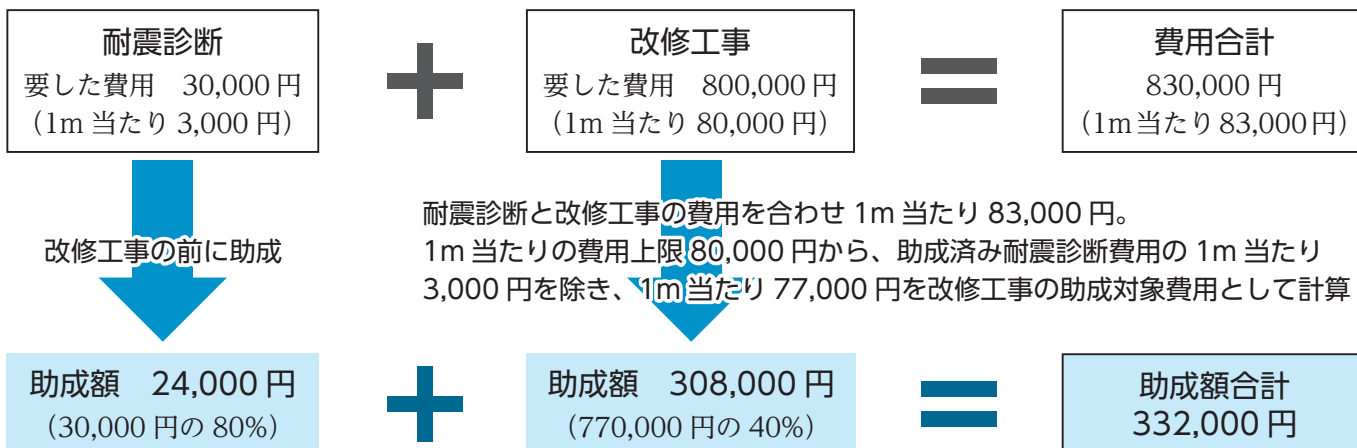 耐震診断
要した費用　30,000 円
（1m 当たり 3,000 円）
＋
改修工事
要した費用　800,000 円
（1m 当たり 80,000 円）
＝
費用合計
830,000 円
（1m当たり 83,000円）
改修工事の前に助成
耐震診断と改修工事の費用を合わせ 1m 当たり 83,000 円。
1m 当たりの費用上限 80,000 円から、助成済み耐震診断費用の 1m 当たり
3,000 円を除き、1m 当たり 77,000 円を改修工事の助成対象費用として計算
助成額　24,000 円
（30,000 円の 80%）
＋
助成額　308,000 円
（770,000 円の 40%）
＝
助成額合計
332,000 円